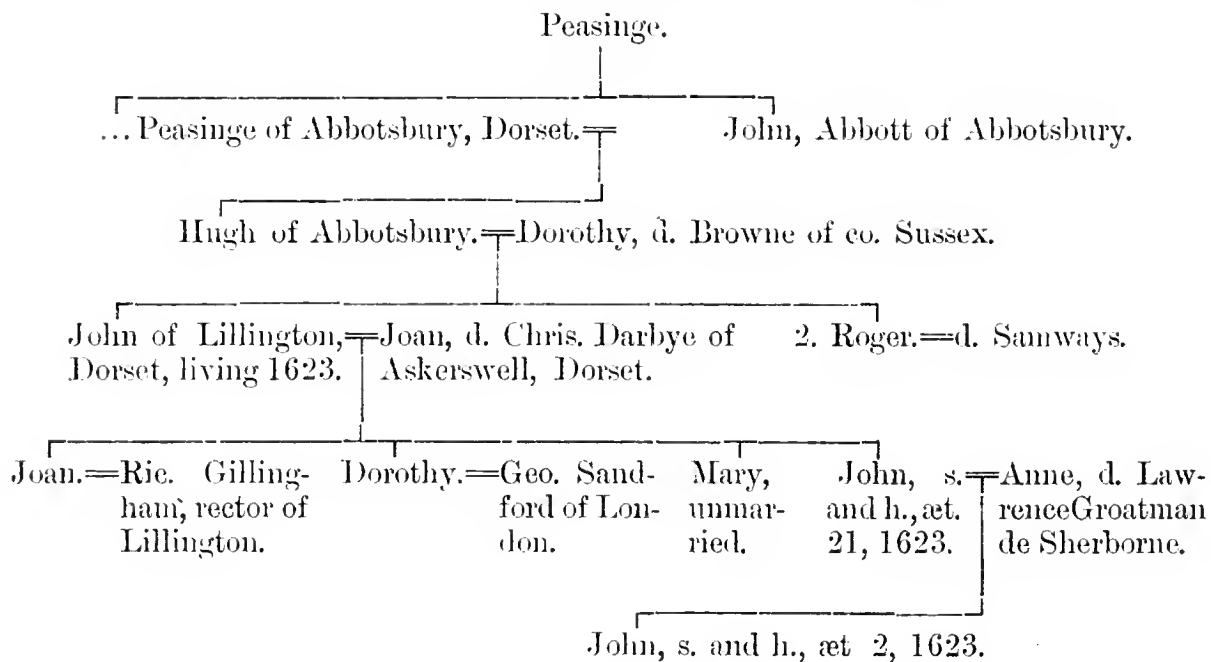 Peasinge.
... Peasinge of Abbotsbury, Dorset.= John, Abbott of Abbotsbury.
Hugh of Abbotsbury.=Dorothy, d. Browne of co. Sussex.
John of Lillington,=Joan, d. Chris. Darbye of 2. Roger.=d. Samways.
Dorset, living 1623. Askerswell, Dorset.
Joan.=Ric. Gilling- Dorothy.=Geo. Sand- Mary, John, s.=Anne, d. Law-
ham, rector of ford of Lon- unmar- and h., æt. renceGroatman
Lillington. don. ried. 21, 1623. de Sherborne.
John, s. and h., æt 2, 1623.